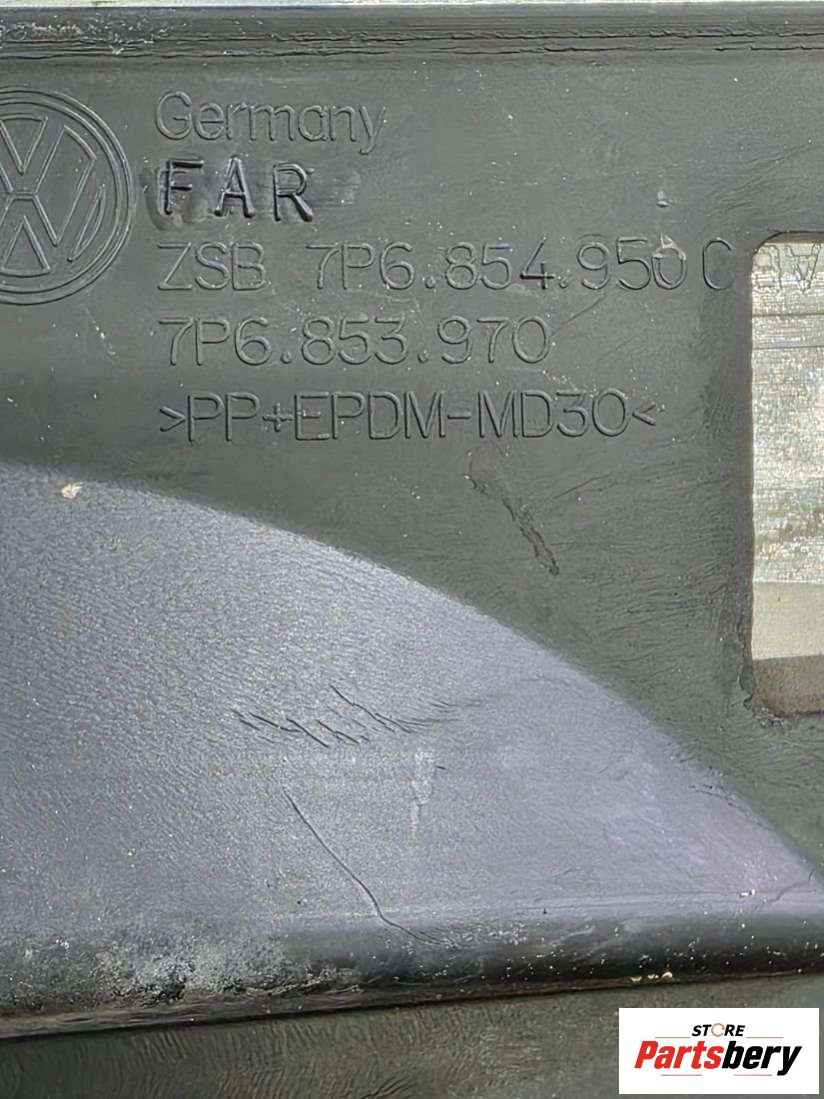 Germany
FAR
ZSB 7P6.854.950 C
7P6.853.970
>PP+EPDM-MD30<
STORE
Partsbery